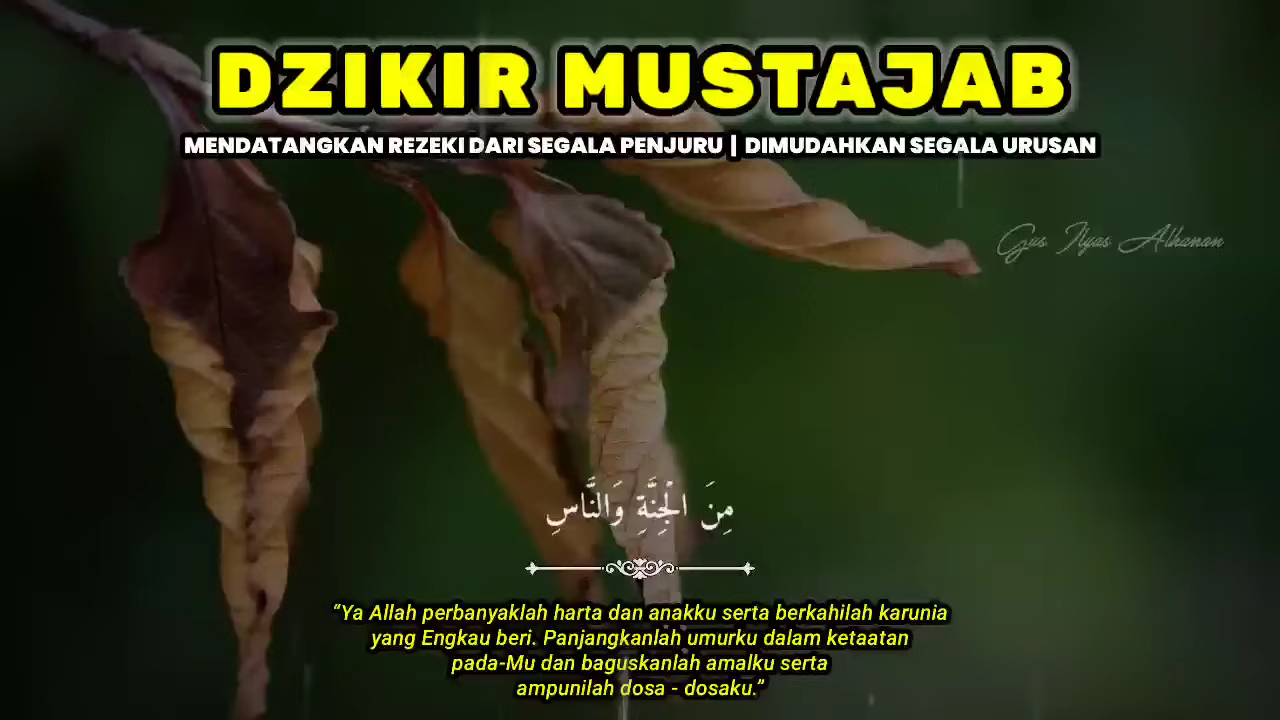 DZIKIR MUSTAJAB
MENDATANGKAN REZEKI DARI SEGALA PENJURU | DIMUDAHKAN SEGALA URUSAN
Gus Ilyas Alhanan
مِنَ الْجِنَّةِ وَالنَّاسِ
“Ya Allah perbanyaklah harta dan anakku serta berkahilah karunia
yang Engkau beri. Panjangkanlah umurku dalam ketaatan
pada-Mu dan baguskanlah amalku serta
ampunilah dosa - dosaku.”